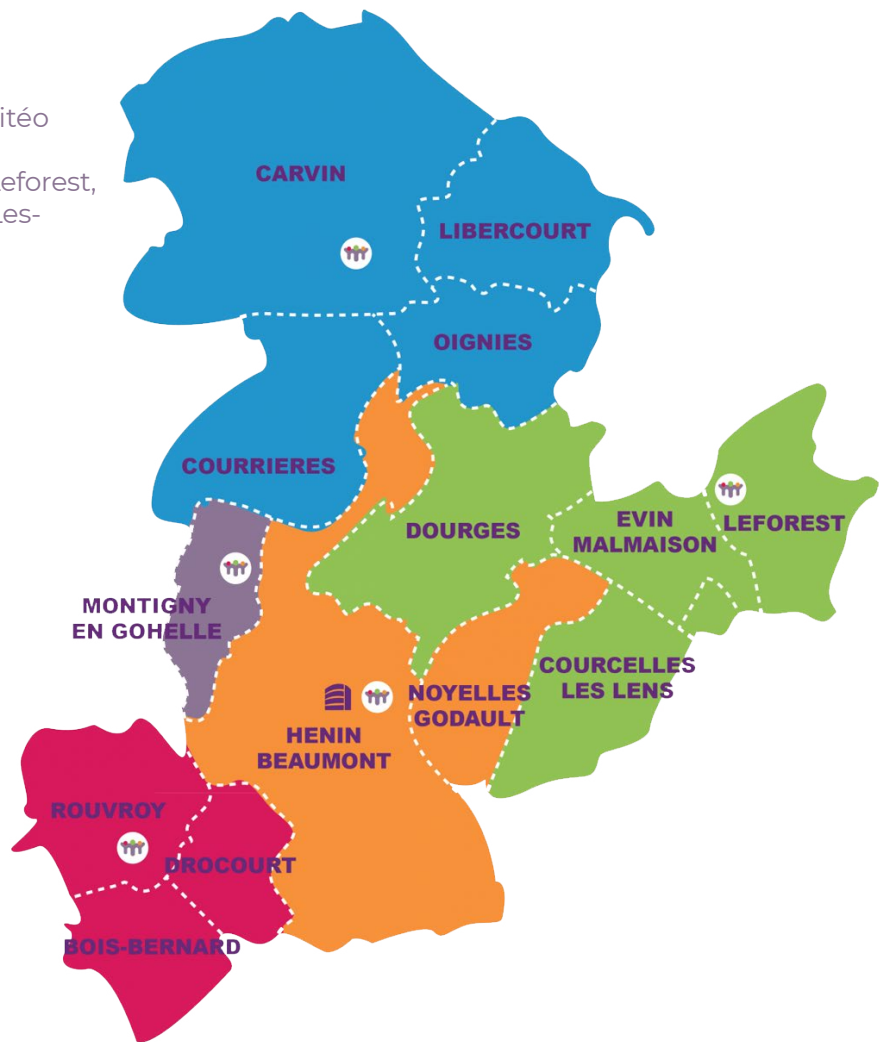 itéo
eforest,
Les-
CARVIN
LIBERCOURT
OIGNIES
COURRIERES
DOURGES
EVIN
MALMAISON
LEFOREST
MONTIGNY
EN GOHELLE
COURCELLES
LES LENS
NOYELLES
GODAULT
HENIN
BEAUMONT
ROUVROY
DROCOURT
BOIS-BERNARD